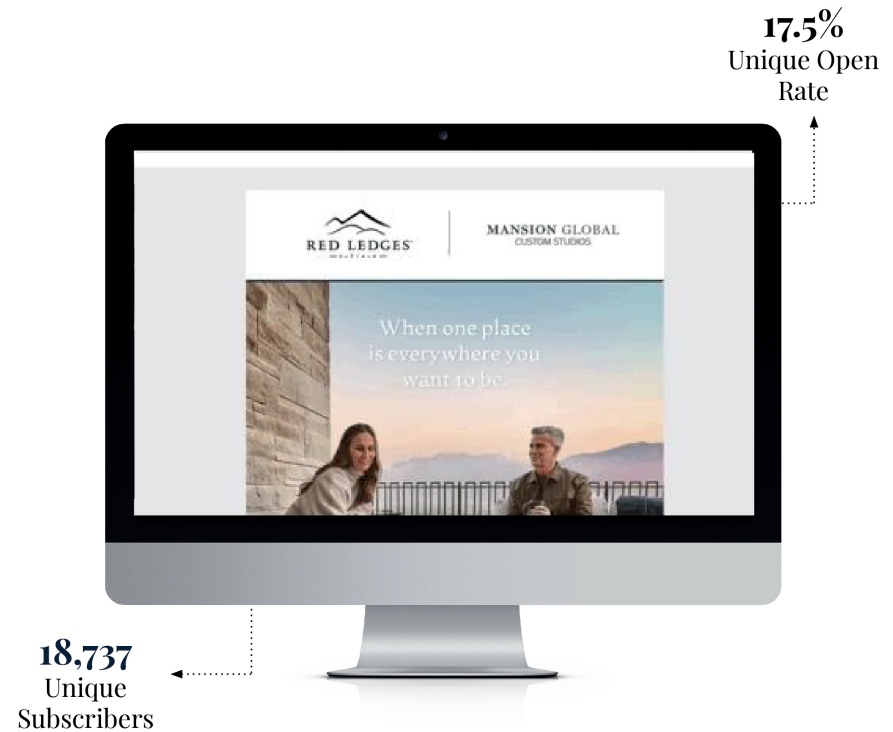 17.5%
Unique Open
Rate
RED LEDGES
MANSION GLOBAL
CUSTOM STUDIOS
When one place
is everywhere you
want to be.
18,737
Unique
Subscribers